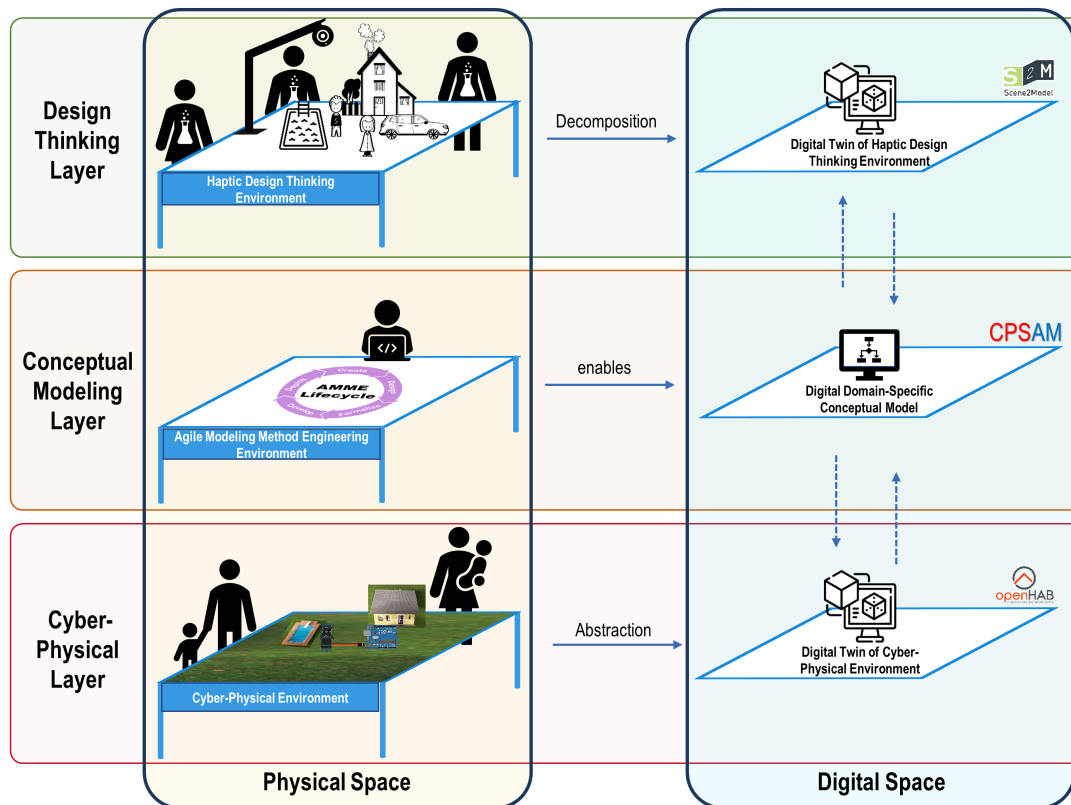 Design
Thinking
Layer
Haptic Design Thinking
Environment
Decomposition
S2M
Scene2Model
Digital Twin of Haptic Design
Thinking Environment
Conceptual
Modeling
Layer
</>
AMME
Lifecycle
Create
Design
Formalize
Develop
Deploy
Agile Modeling Method Engineering
Environment
enables
CPSAM
Digital Domain-Specific
Conceptual Model
Cyber-
Physical
Layer
Cyber-Physical Environment
Abstraction
openHAB
Digital Twin of Cyber-
Physical Environment
Physical Space
Digital Space